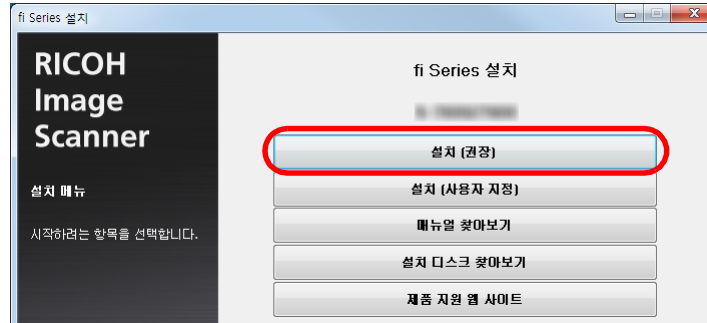 fi Series 설치
RICOH
Image
Scanner
설치 메뉴
시작하려는 항목을 선택합니다.
fi Series 설치
설치 (권장)
설치 (사용자 지정)
매뉴얼 찾아보기
설치 디스크 찾아보기
제품 지원 웹 사이트